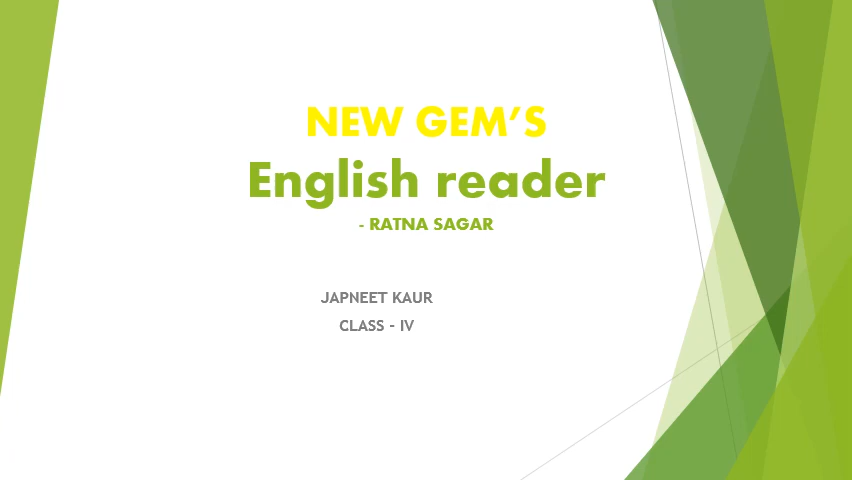 NEW GEM’S
English reader
- RATNA SAGAR
JAPNEET KAUR
CLASS - IV